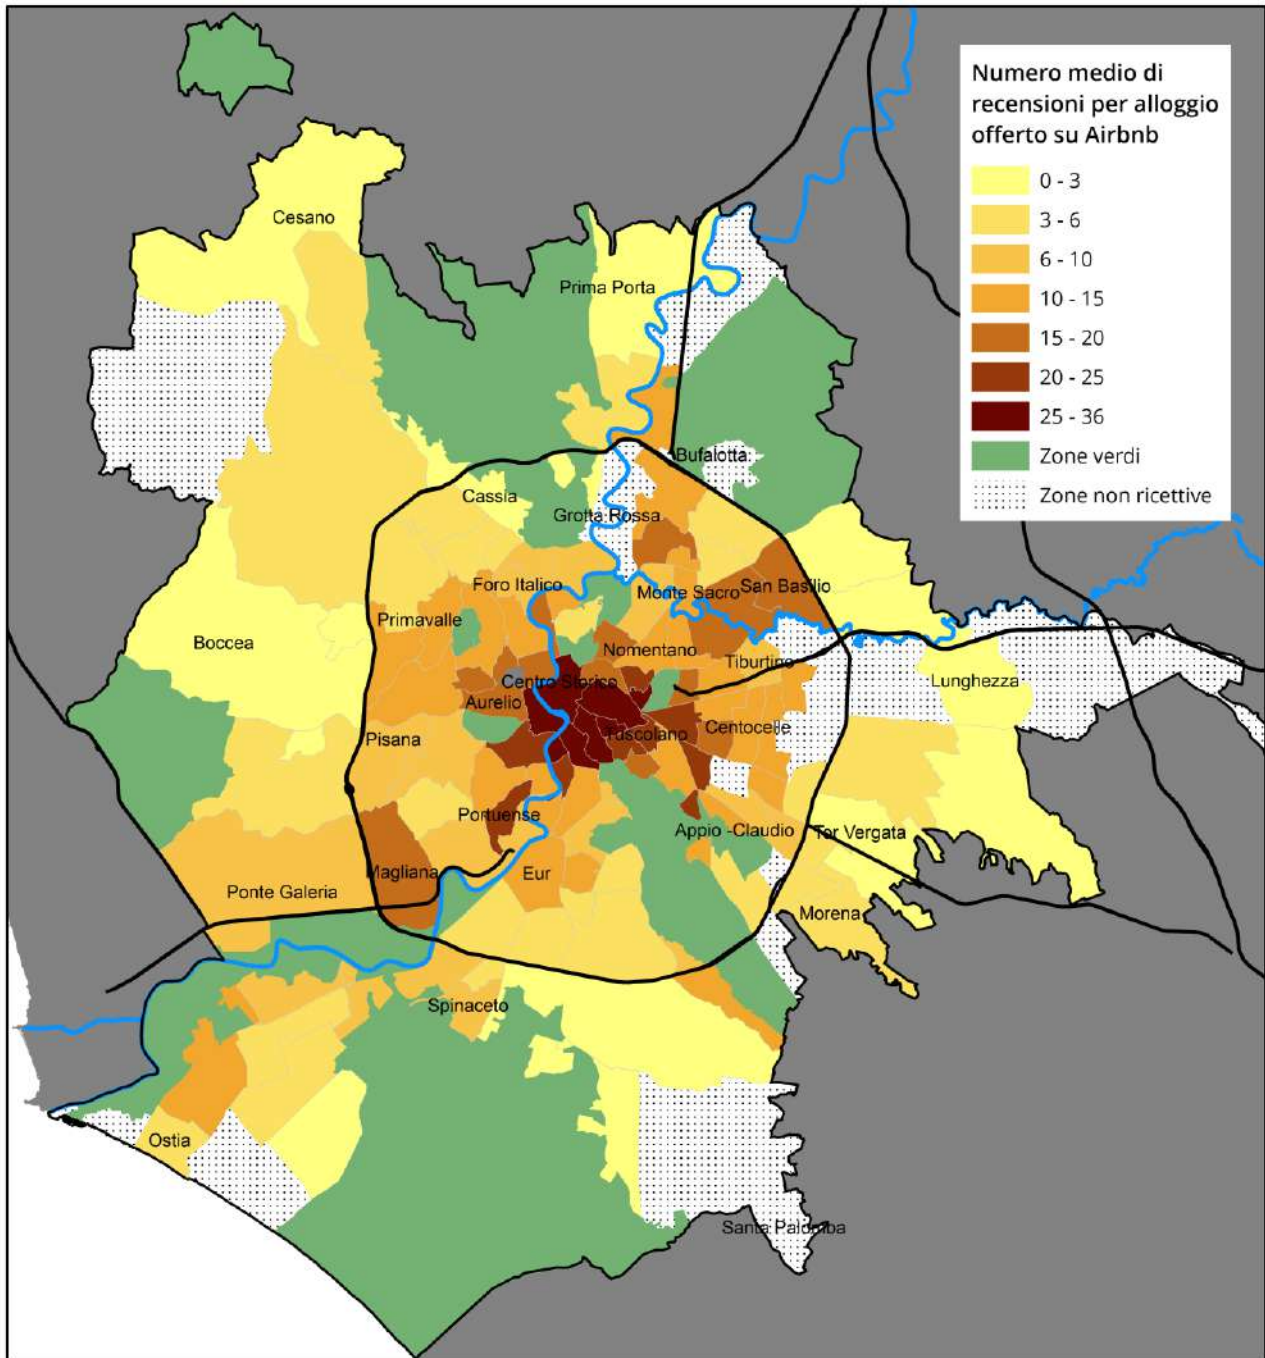 Numero medio di
recensioni per alloggio
offerto su Airbnb
0 - 3
3 - 6
6 - 10
10 - 15
15 - 20
20 - 25
25 - 36
Zone verdi
Zone non ricettive
Cesano
Prima Porta
Bufalotta
Cassia
Grotta Rossa
Foro Italico
Monte Sacro
San Basilio
Primavalle
Boccea
Nomentano
Tiburtino
Centro Storico
Lunghezza
Aurelio
Tuscolano
Centocelle
Pisana
Portuense
Appio -Claudio
Tor Vergata
Magliana
Eur
Ponte Galeria
Morena
Spinaceto
Ostia
Santa Palomba